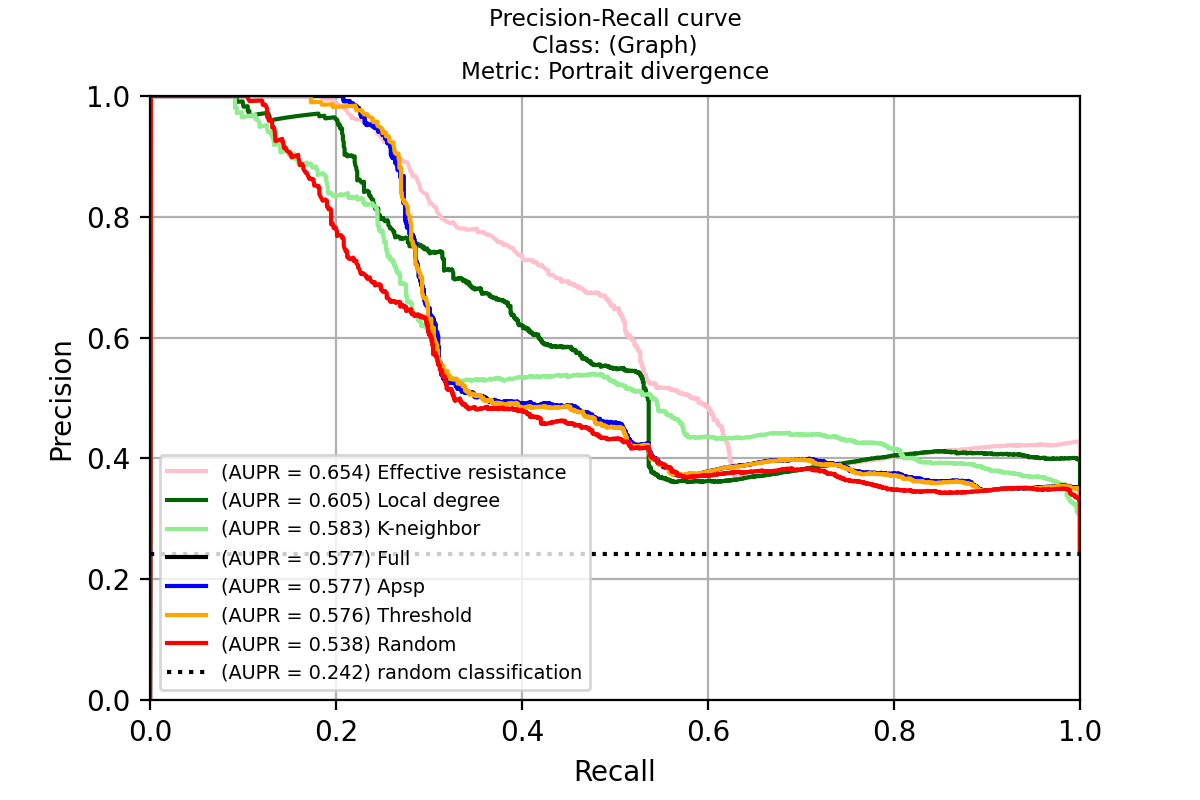 Precision-Recall curve
Class: (Graph)
Metric: Portrait divergence
1.0
0.8
0.6
0.4
0.2
0.0
Precision
(AUPR = 0.654) Effective resistance
(AUPR = 0.605) Local degree
(AUPR = 0.583) K-neighbor
(AUPR = 0.577) Full
(AUPR = 0.577) Apsp
(AUPR = 0.576) Threshold
(AUPR = 0.538) Random
(AUPR = 0.242) random classification
0.0 0.2 0.4 0.6 0.8 1.0
Recall